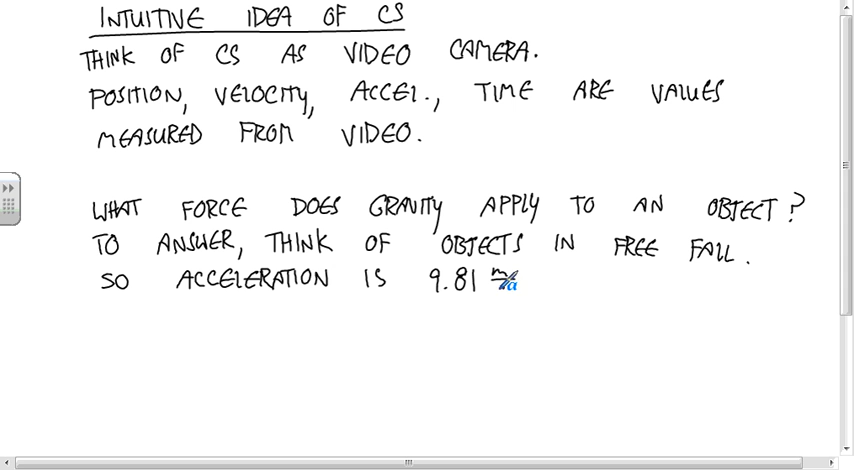 INTUITIVE IDEA OF CS
THINK OF CS AS VIDEO CAMERA.
POSITION, VELOCITY, ACCEL., TIME ARE VALUES
MEASURED FROM VIDEO.
WHAT FORCE DOES GRAVITY APPLY TO AN OBJECT?
TO ANSWER, THINK OF OBJECTS IN FREE FALL.
SO ACCELERATION IS 9.81 m/